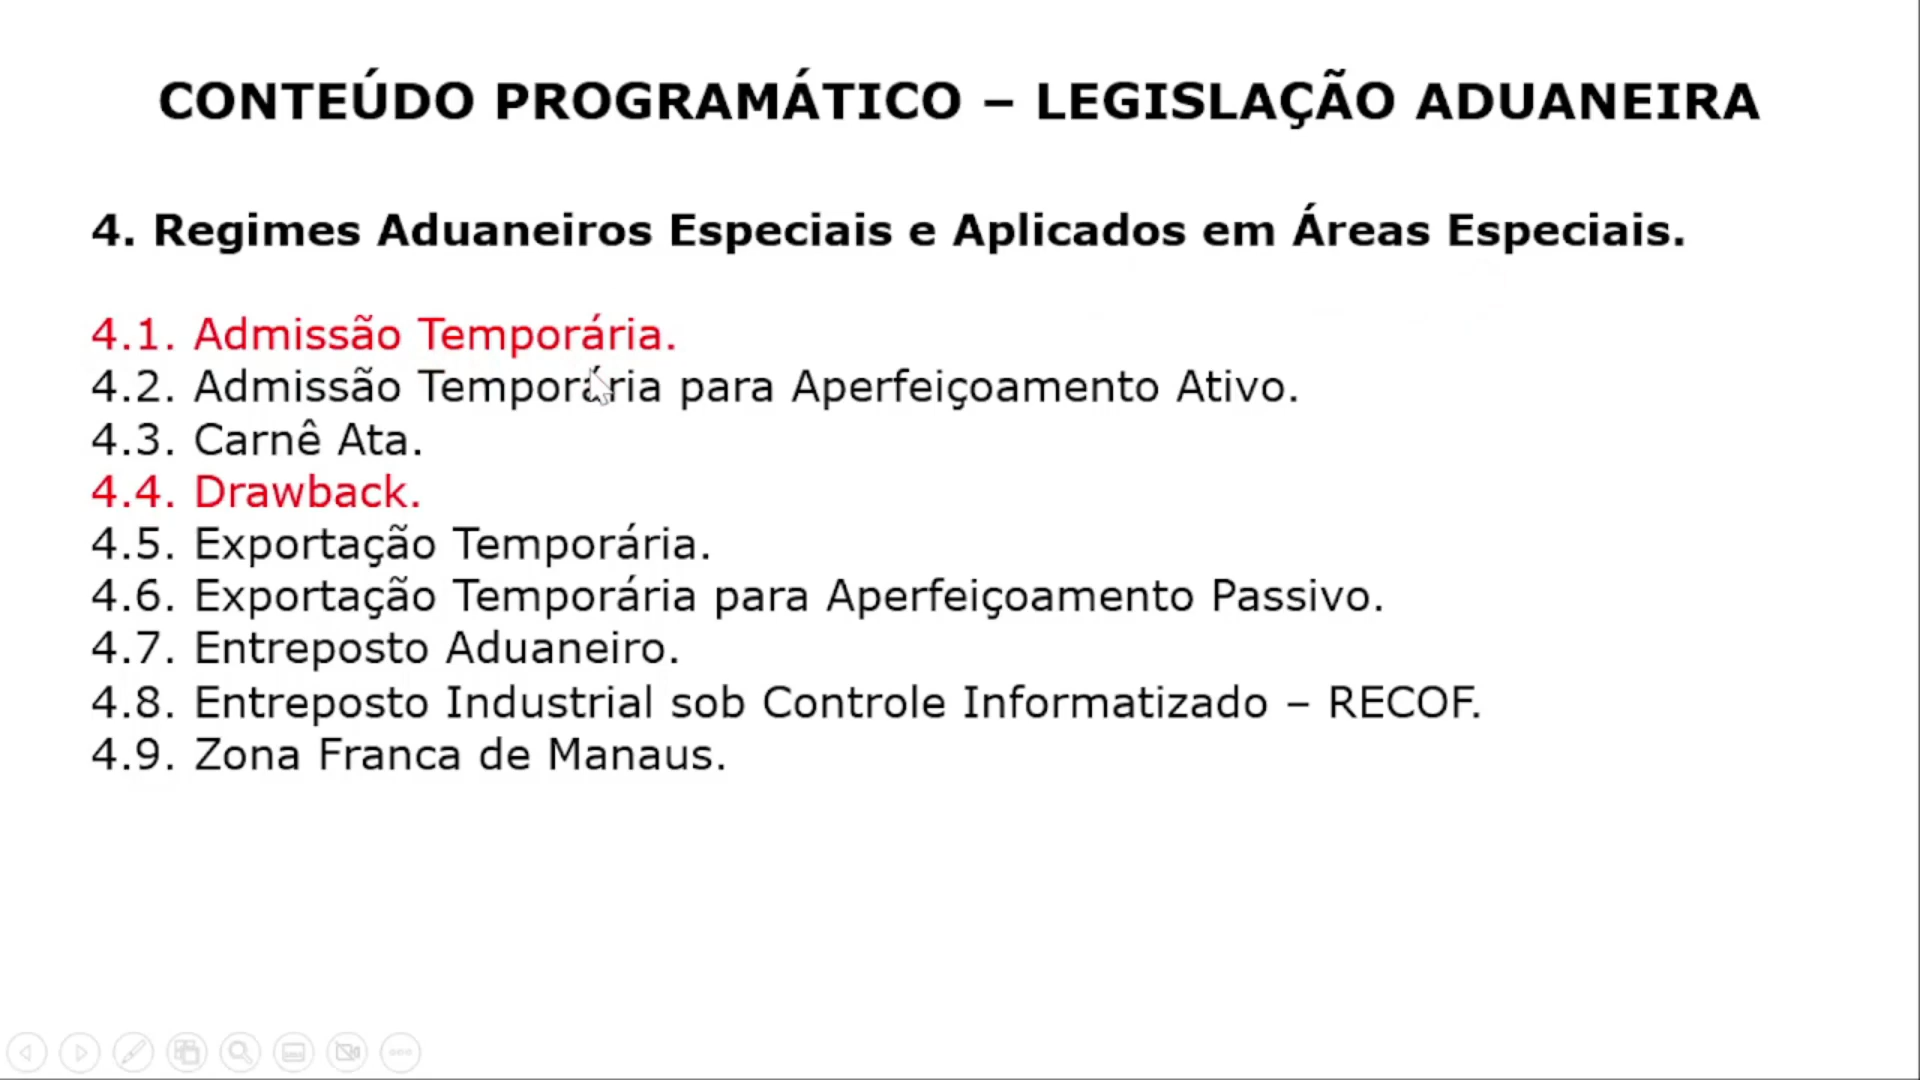 CONTEÚDO PROGRAMÁTICO – LEGISLAÇÃO ADUANEIRA
4. Regimes Aduaneiros Especiais e Aplicados em Áreas Especiais.
4.1. Admissão Temporária.
4.2. Admissão Temporária para Aperfeiçoamento Ativo.
4.3. Carnê Ata.
4.4. Drawback.
4.5. Exportação Temporária.
4.6. Exportação Temporária para Aperfeiçoamento Passivo.
4.7. Entreposto Aduaneiro.
4.8. Entreposto Industrial sob Controle Informatizado – RECOF.
4.9. Zona Franca de Manaus.